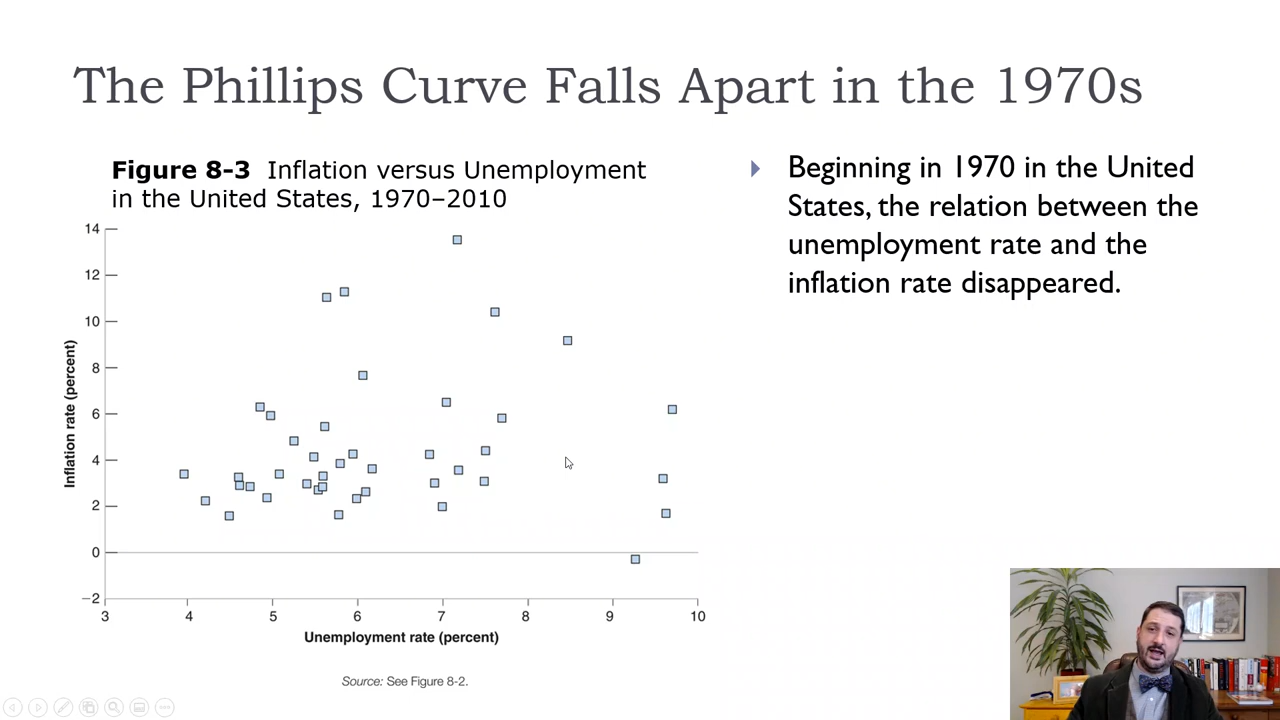 The Phillips Curve Falls Apart in the 1970s
Figure 8-3 Inflation versus Unemployment
in the United States, 1970–2010
Beginning in 1970 in the United
States, the relation between the
unemployment rate and the
inflation rate disappeared.
14
12
10
8
6
4
2
0
−2
Inflation rate (percent)
3 4 5 6 7 8 9 10
Unemployment rate (percent)
Source: See Figure 8-2.